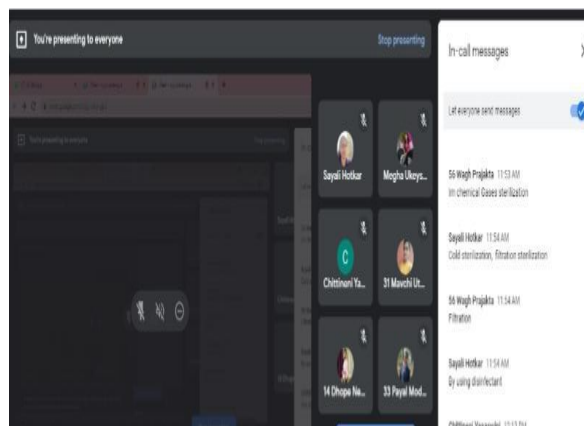 You're presenting to everyone
Stop presenting
Sayali Hotkar
Megha Ukeys...
C
Chittineni Ya...
31 Mavchi Ut...
14 Dhope Ne...
33 Payal Mod...
In-call messages
Let everyone send messages
56 Wagh Prajakta 11:53 AM
Im chemical Gases sterilization
Sayali Hotkar 11:54 AM
Cold sterilization, filtration sterilization
56 Wagh Prajakta 11:54 AM
Filtration
Sayali Hotkar 11:54 AM
By using disinfectant